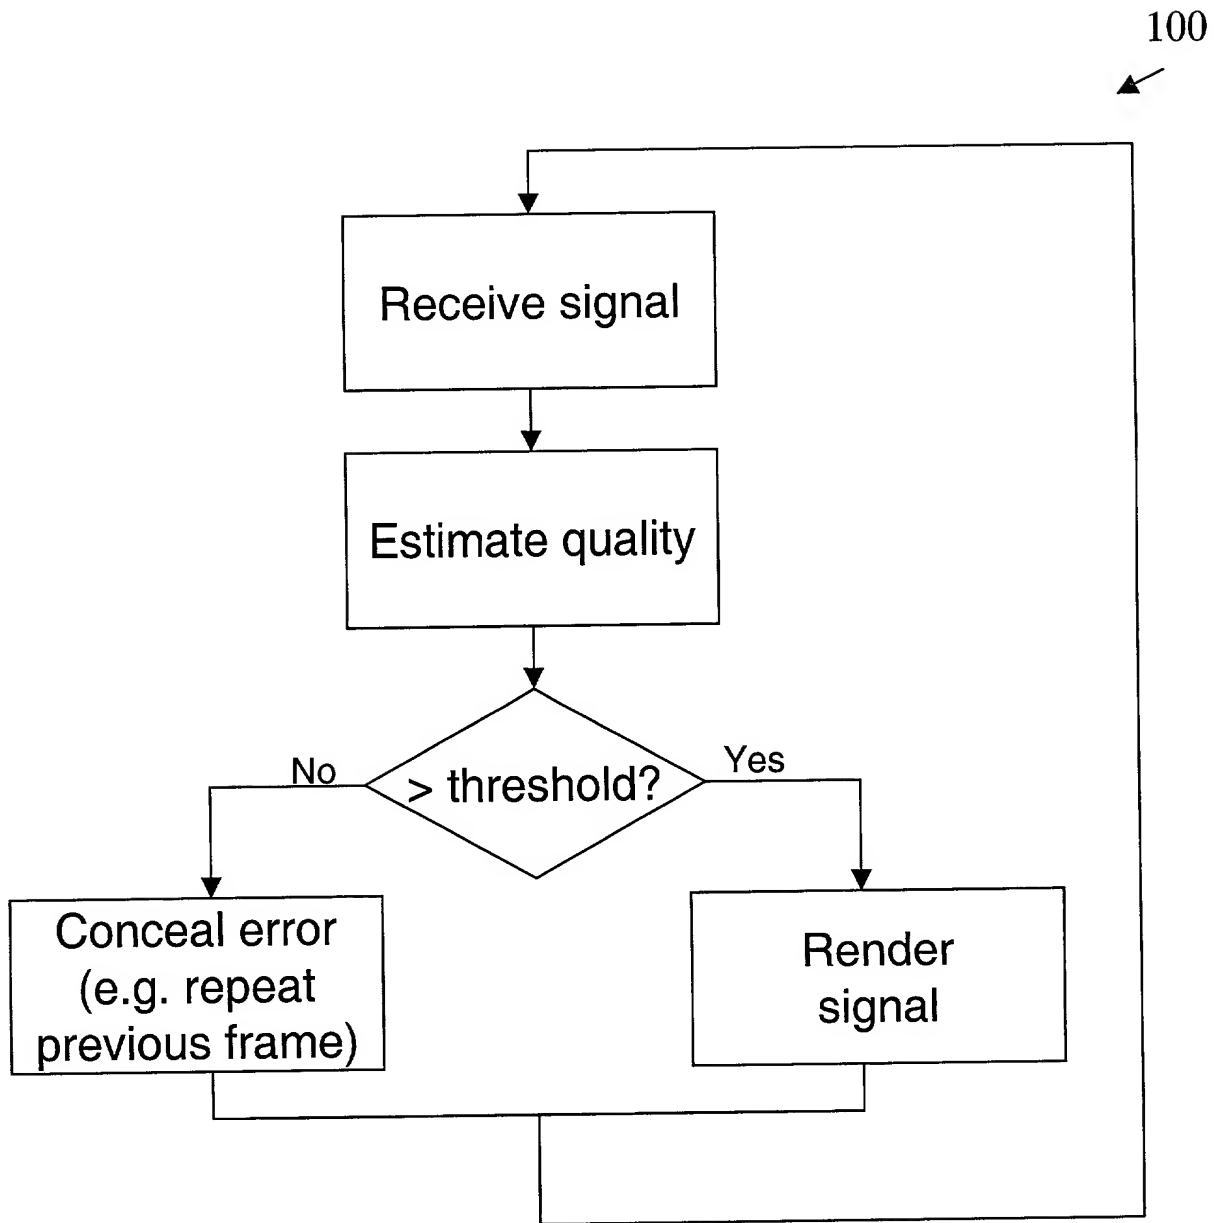 100
Receive signal
Estimate quality
No
> threshold?
Yes
Conceal error
(e.g. repeat
previous frame)
Render
signal